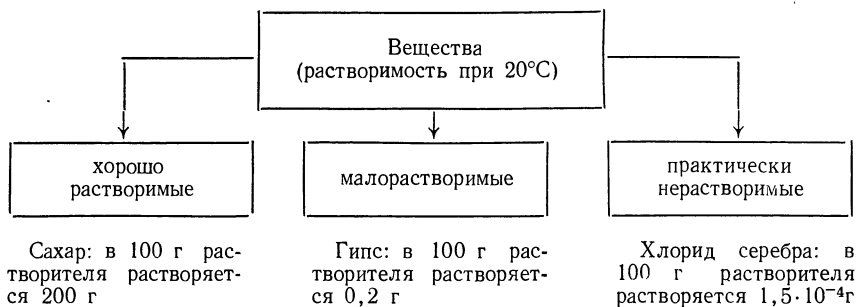 Вещества
(растворимость при 20°С)
хорошо
растворимые
малорастворимые
практически
нерастворимые
Сахар: в 100 г рас-
творителя растворяет-
ся 200 г
Гипс: в 100 г рас-
творителя растворяет-
ся 0,2 г
Хлорид серебра: в
100 г растворителя
растворяется 1,5·10⁻⁴г